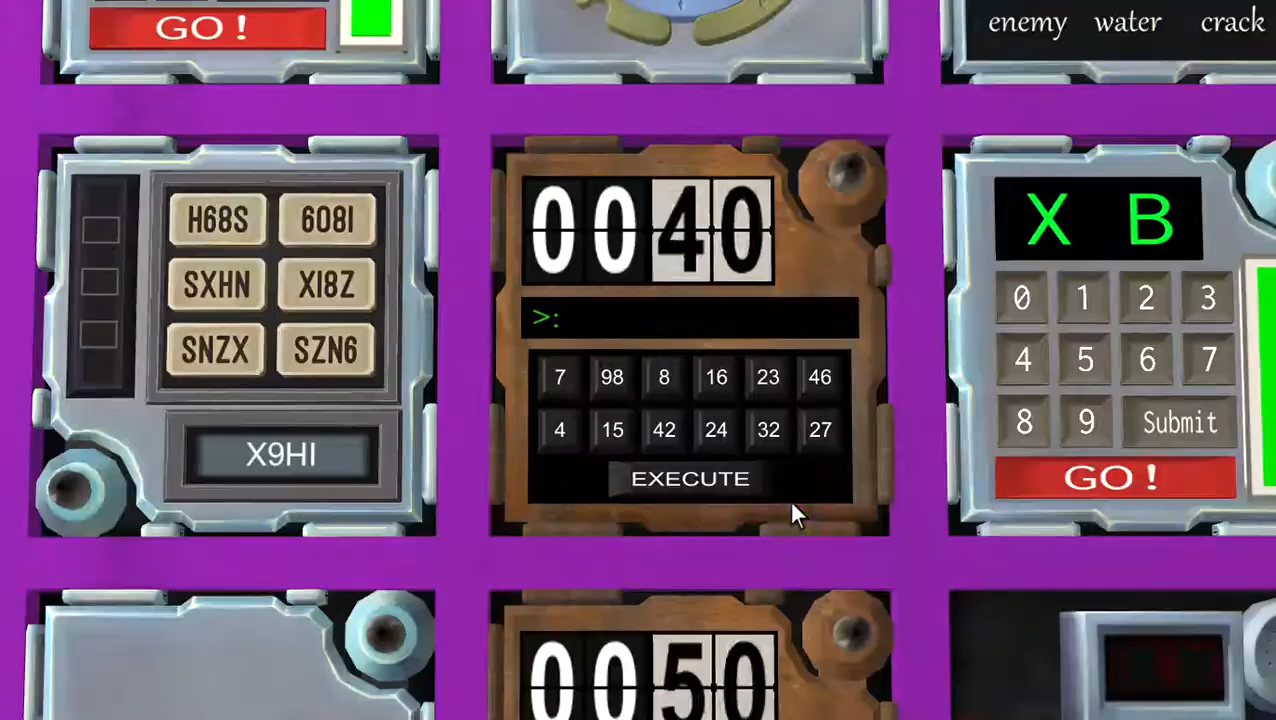 GO !
enemy water crack
H68S 608I
SXHN XI8Z
SNZX SZN6
X9HI
0040
>:
7 98 8 16 23 46
4 15 42 24 32 27
EXECUTE
X B
0 1 2 3
4 5 6 7
8 9 Submit
GO !
0050